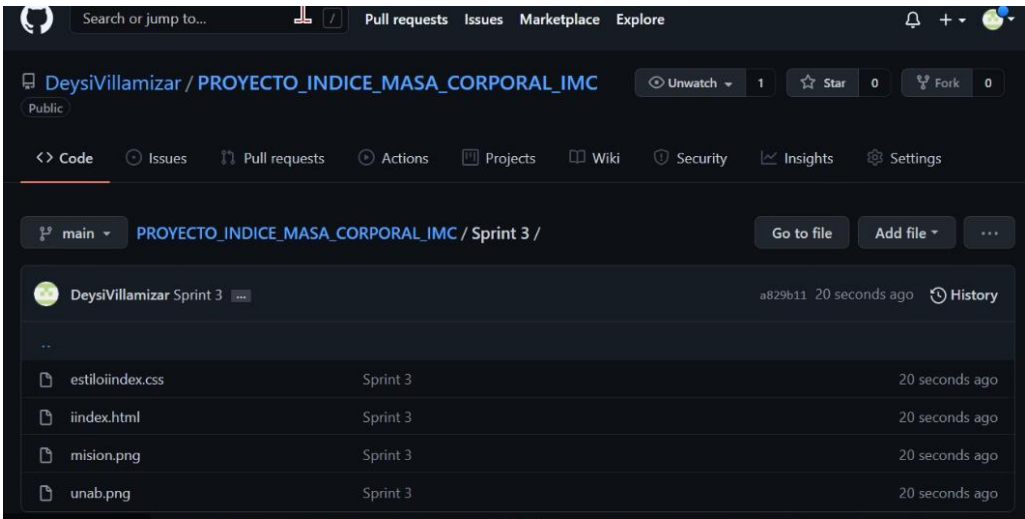 Search or jump to... / Pull requests Issues Marketplace Explore
DeysiVillamizar / PROYECTO_INDICE_MASA_CORPORAL_IMC Unwatch 1 Star 0 Fork 0
Public
<> Code Issues Pull requests Actions Projects Wiki Security Insights Settings
main PROYECTO_INDICE_MASA_CORPORAL_IMC / Sprint 3 / Go to file Add file ...
DeysiVillamizar Sprint 3 ... a829b11 20 seconds ago History
..
estiloiindex.css Sprint 3 20 seconds ago
iindex.html Sprint 3 20 seconds ago
mision.png Sprint 3 20 seconds ago
unab.png Sprint 3 20 seconds ago